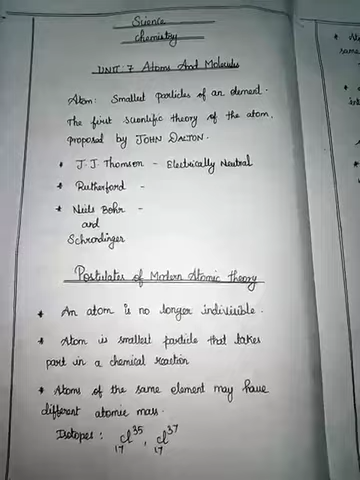 Science
chemistry
UNIT: 7 Atoms And Molecules
Atom: Smallest particles of an element.
The first scientific theory of the atom,
proposed by JOHN DALTON.
* J.J Thomson - Electrically Neutral
* Rutherford -
* Neils Bohr -
and
Schrodinger
Postulates of Modern Atomic theory
* An atom is no longer indivisible.
* Atom is smallest particle that takes
part in a chemical reaction
* Atoms of the same element may have
different atomic mass.
Isotopes: 17Cl35, 17Cl37
same